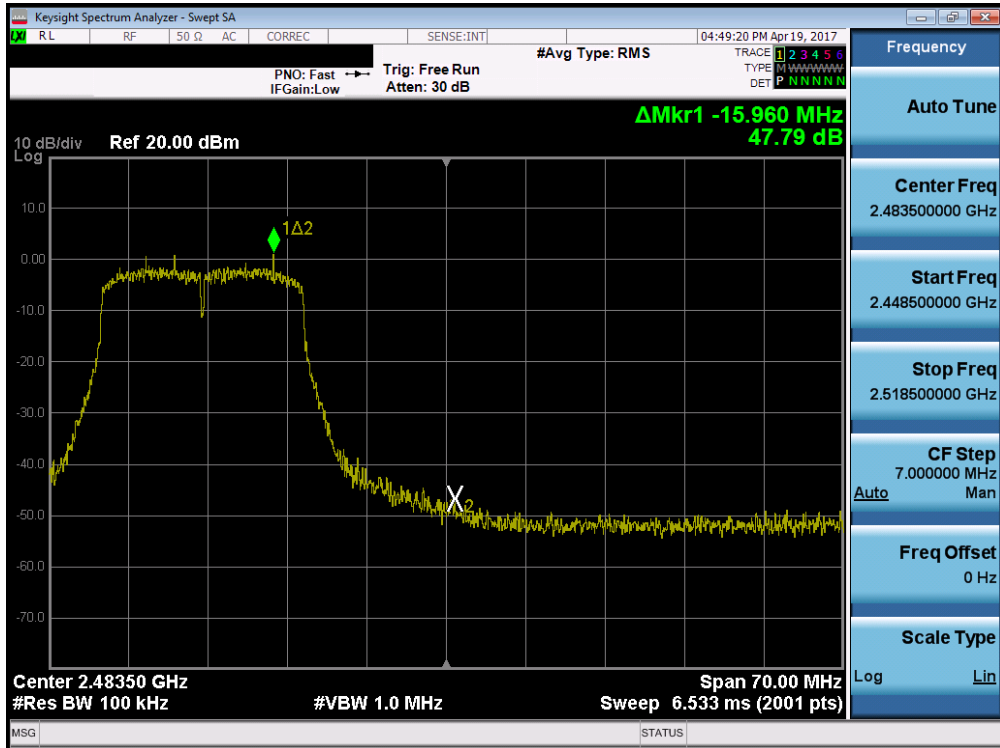 Keysight Spectrum Analyzer - Swept SA
LXI RL RF 50 Ω AC CORREC SENSE:INT 04:49:20 PM Apr 19, 2017
#Avg Type: RMS TRACE 1 2 3 4 5 6
PNO: Fast Trig: Free Run TYPE M WWWWW
IFGain:Low Atten: 30 dB DET P N N N N N
ΔMkr1 -15.960 MHz
47.79 dB
10 dB/div Ref 20.00 dBm
Log
10.0
1Δ2
0.00
-10.0
-20.0
-30.0
-40.0
X2
-50.0
-60.0
-70.0
Center 2.48350 GHz Span 70.00 MHz
#Res BW 100 kHz #VBW 1.0 MHz Sweep 6.533 ms (2001 pts)
MSG STATUS
Frequency
Auto Tune
Center Freq
2.483500000 GHz
Start Freq
2.448500000 GHz
Stop Freq
2.518500000 GHz
CF Step
7.000000 MHz
Auto Man
Freq Offset
0 Hz
Scale Type
Log Lin